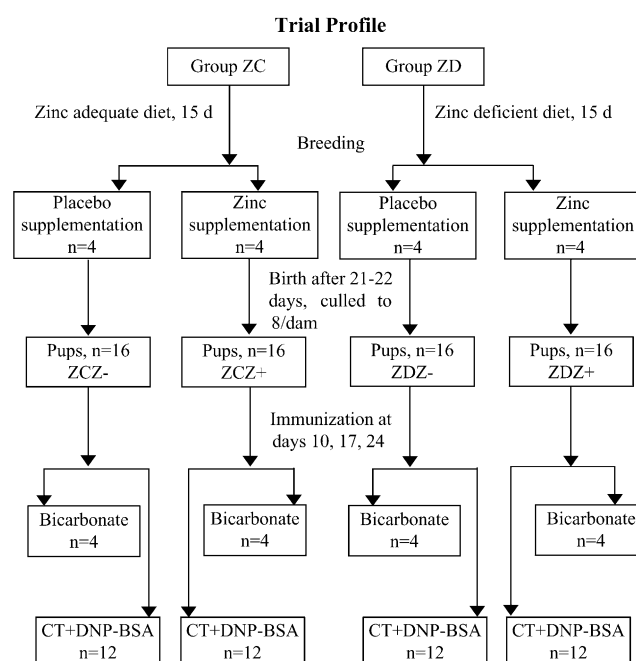 Trial Profile
Group ZC
Group ZD
Zinc adequate diet, 15 d
Zinc deficient diet, 15 d
Breeding
Placebo
supplementation
n=4
Zinc
supplementation
n=4
Placebo
supplementation
n=4
Zinc
supplementation
n=4
Birth after 21-22
days, culled to
8/dam
Pups, n=16
ZCZ-
Pups, n=16
ZCZ+
Pups, n=16
ZDZ-
Pups, n=16
ZDZ+
Immunization at
days 10, 17, 24
Bicarbonate
n=4
Bicarbonate
n=4
Bicarbonate
n=4
Bicarbonate
n=4
CT+DNP-BSA
n=12
CT+DNP-BSA
n=12
CT+DNP-BSA
n=12
CT+DNP-BSA
n=12